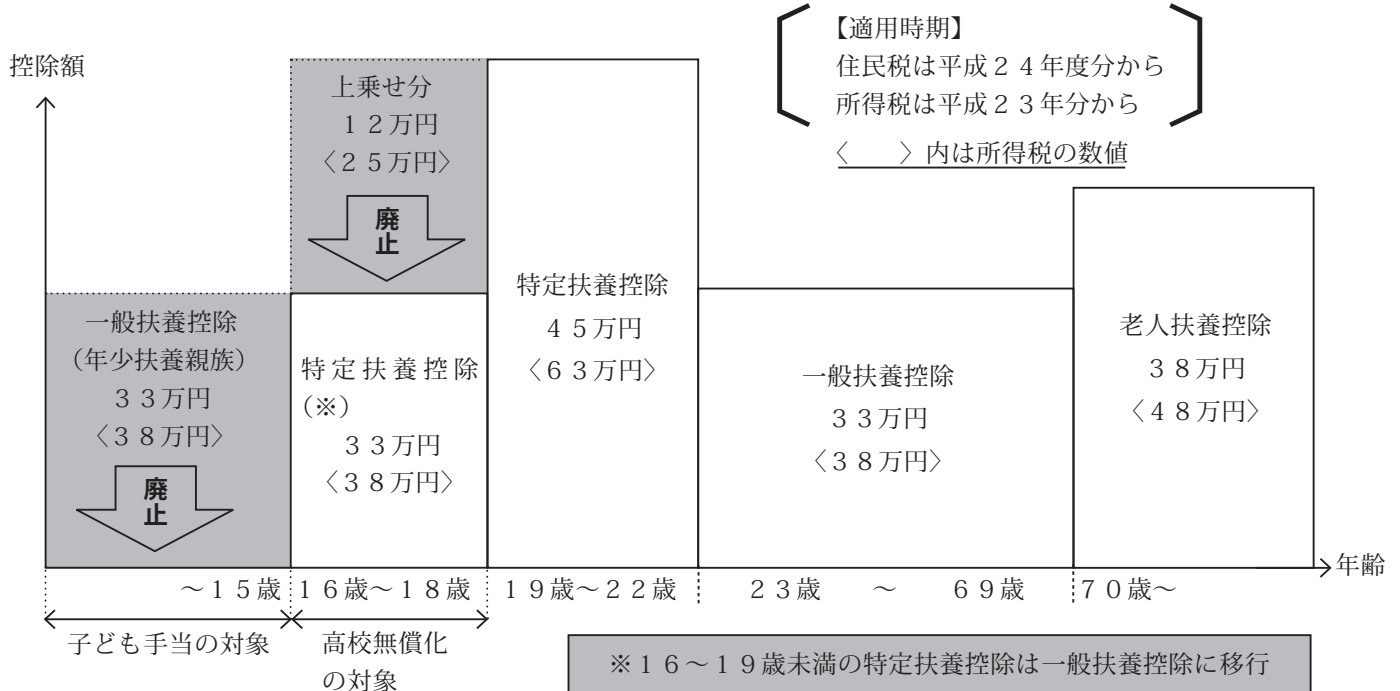 控除額
【適用時期】
住民税は平成２４年度分から
所得税は平成２３年分から
〈　　〉内は所得税の数値
上乗せ分
１２万円
〈２５万円〉
廃止
一般扶養控除
（年少扶養親族）
３３万円
〈３８万円〉
廃止
特定扶養控除
（※）
３３万円
〈３８万円〉
特定扶養控除
４５万円
〈６３万円〉
一般扶養控除
３３万円
〈３８万円〉
老人扶養控除
３８万円
〈４８万円〉
年齢
～１５歳
１６歳～１８歳
１９歳～２２歳
２３歳　～　６９歳
７０歳～
子ども手当の対象
高校無償化
の対象
※１６～１９歳未満の特定扶養控除は一般扶養控除に移行